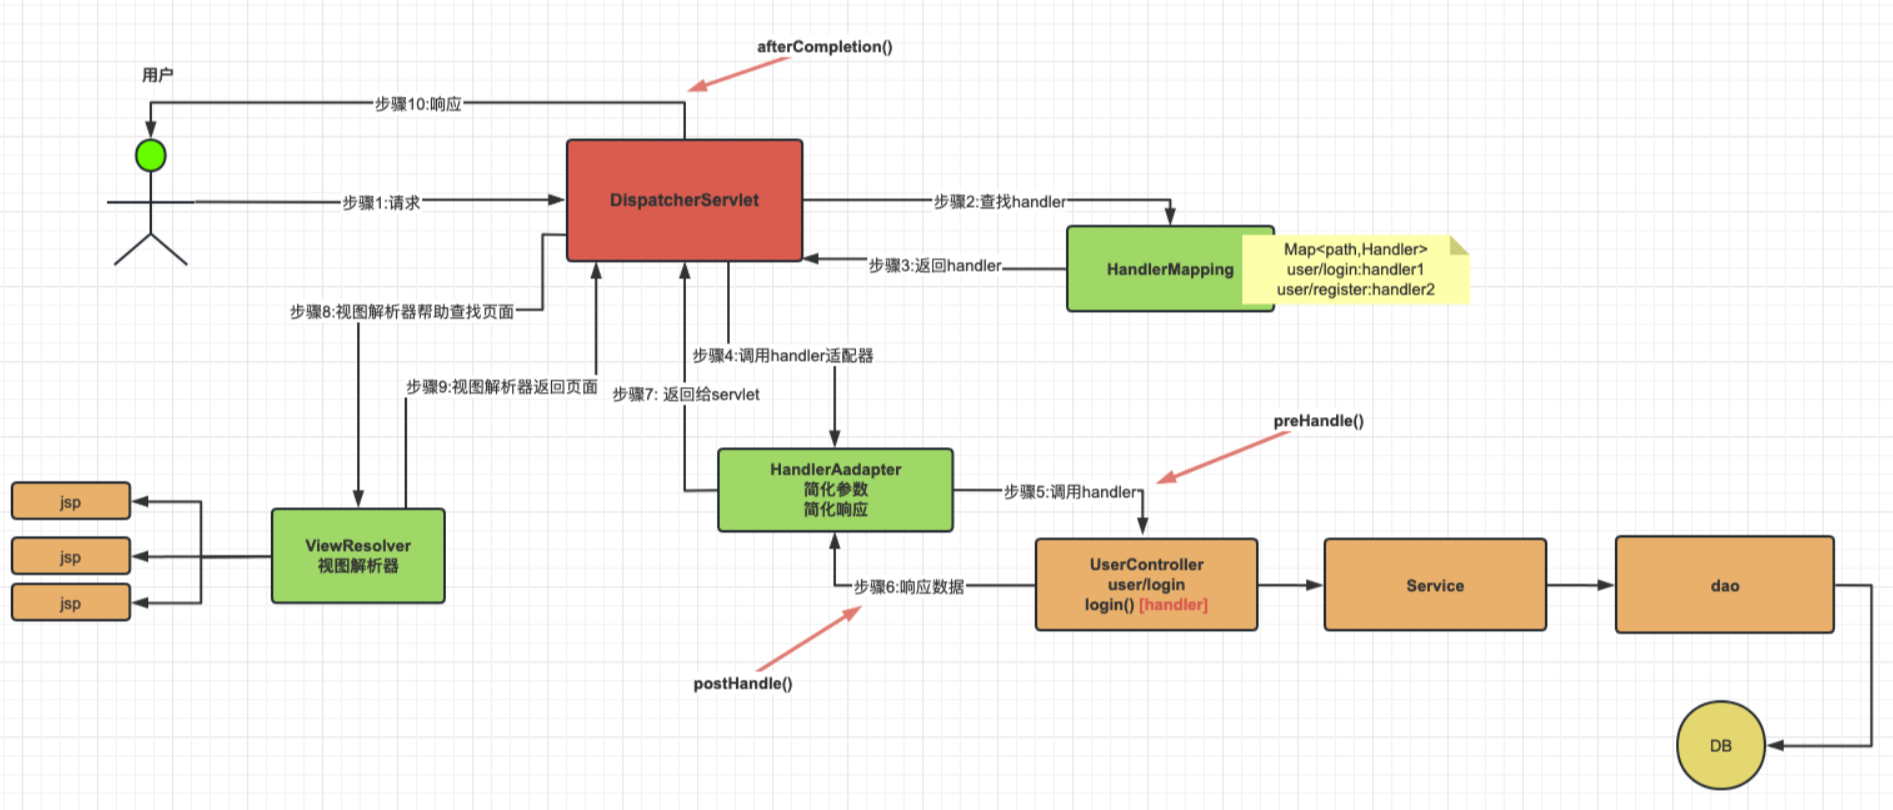 afterCompletion()
用户
步骤10:响应
DispatcherServlet
步骤1:请求
步骤2:查找handler
Map<path,Handler>
user/login:handler1
user/register:handler2
HandlerMapping
步骤3:返回handler
步骤8:视图解析器帮助查找页面
步骤4:调用handler适配器
步骤9:视图解析器返回页面
步骤7: 返回给servlet
preHandle()
HandlerAadapter
简化参数
简化响应
步骤5:调用handler
jsp
jsp
jsp
ViewResolver
视图解析器
步骤6:响应数据
UserController
user/login
login() [handler]
Service
dao
postHandle()
DB